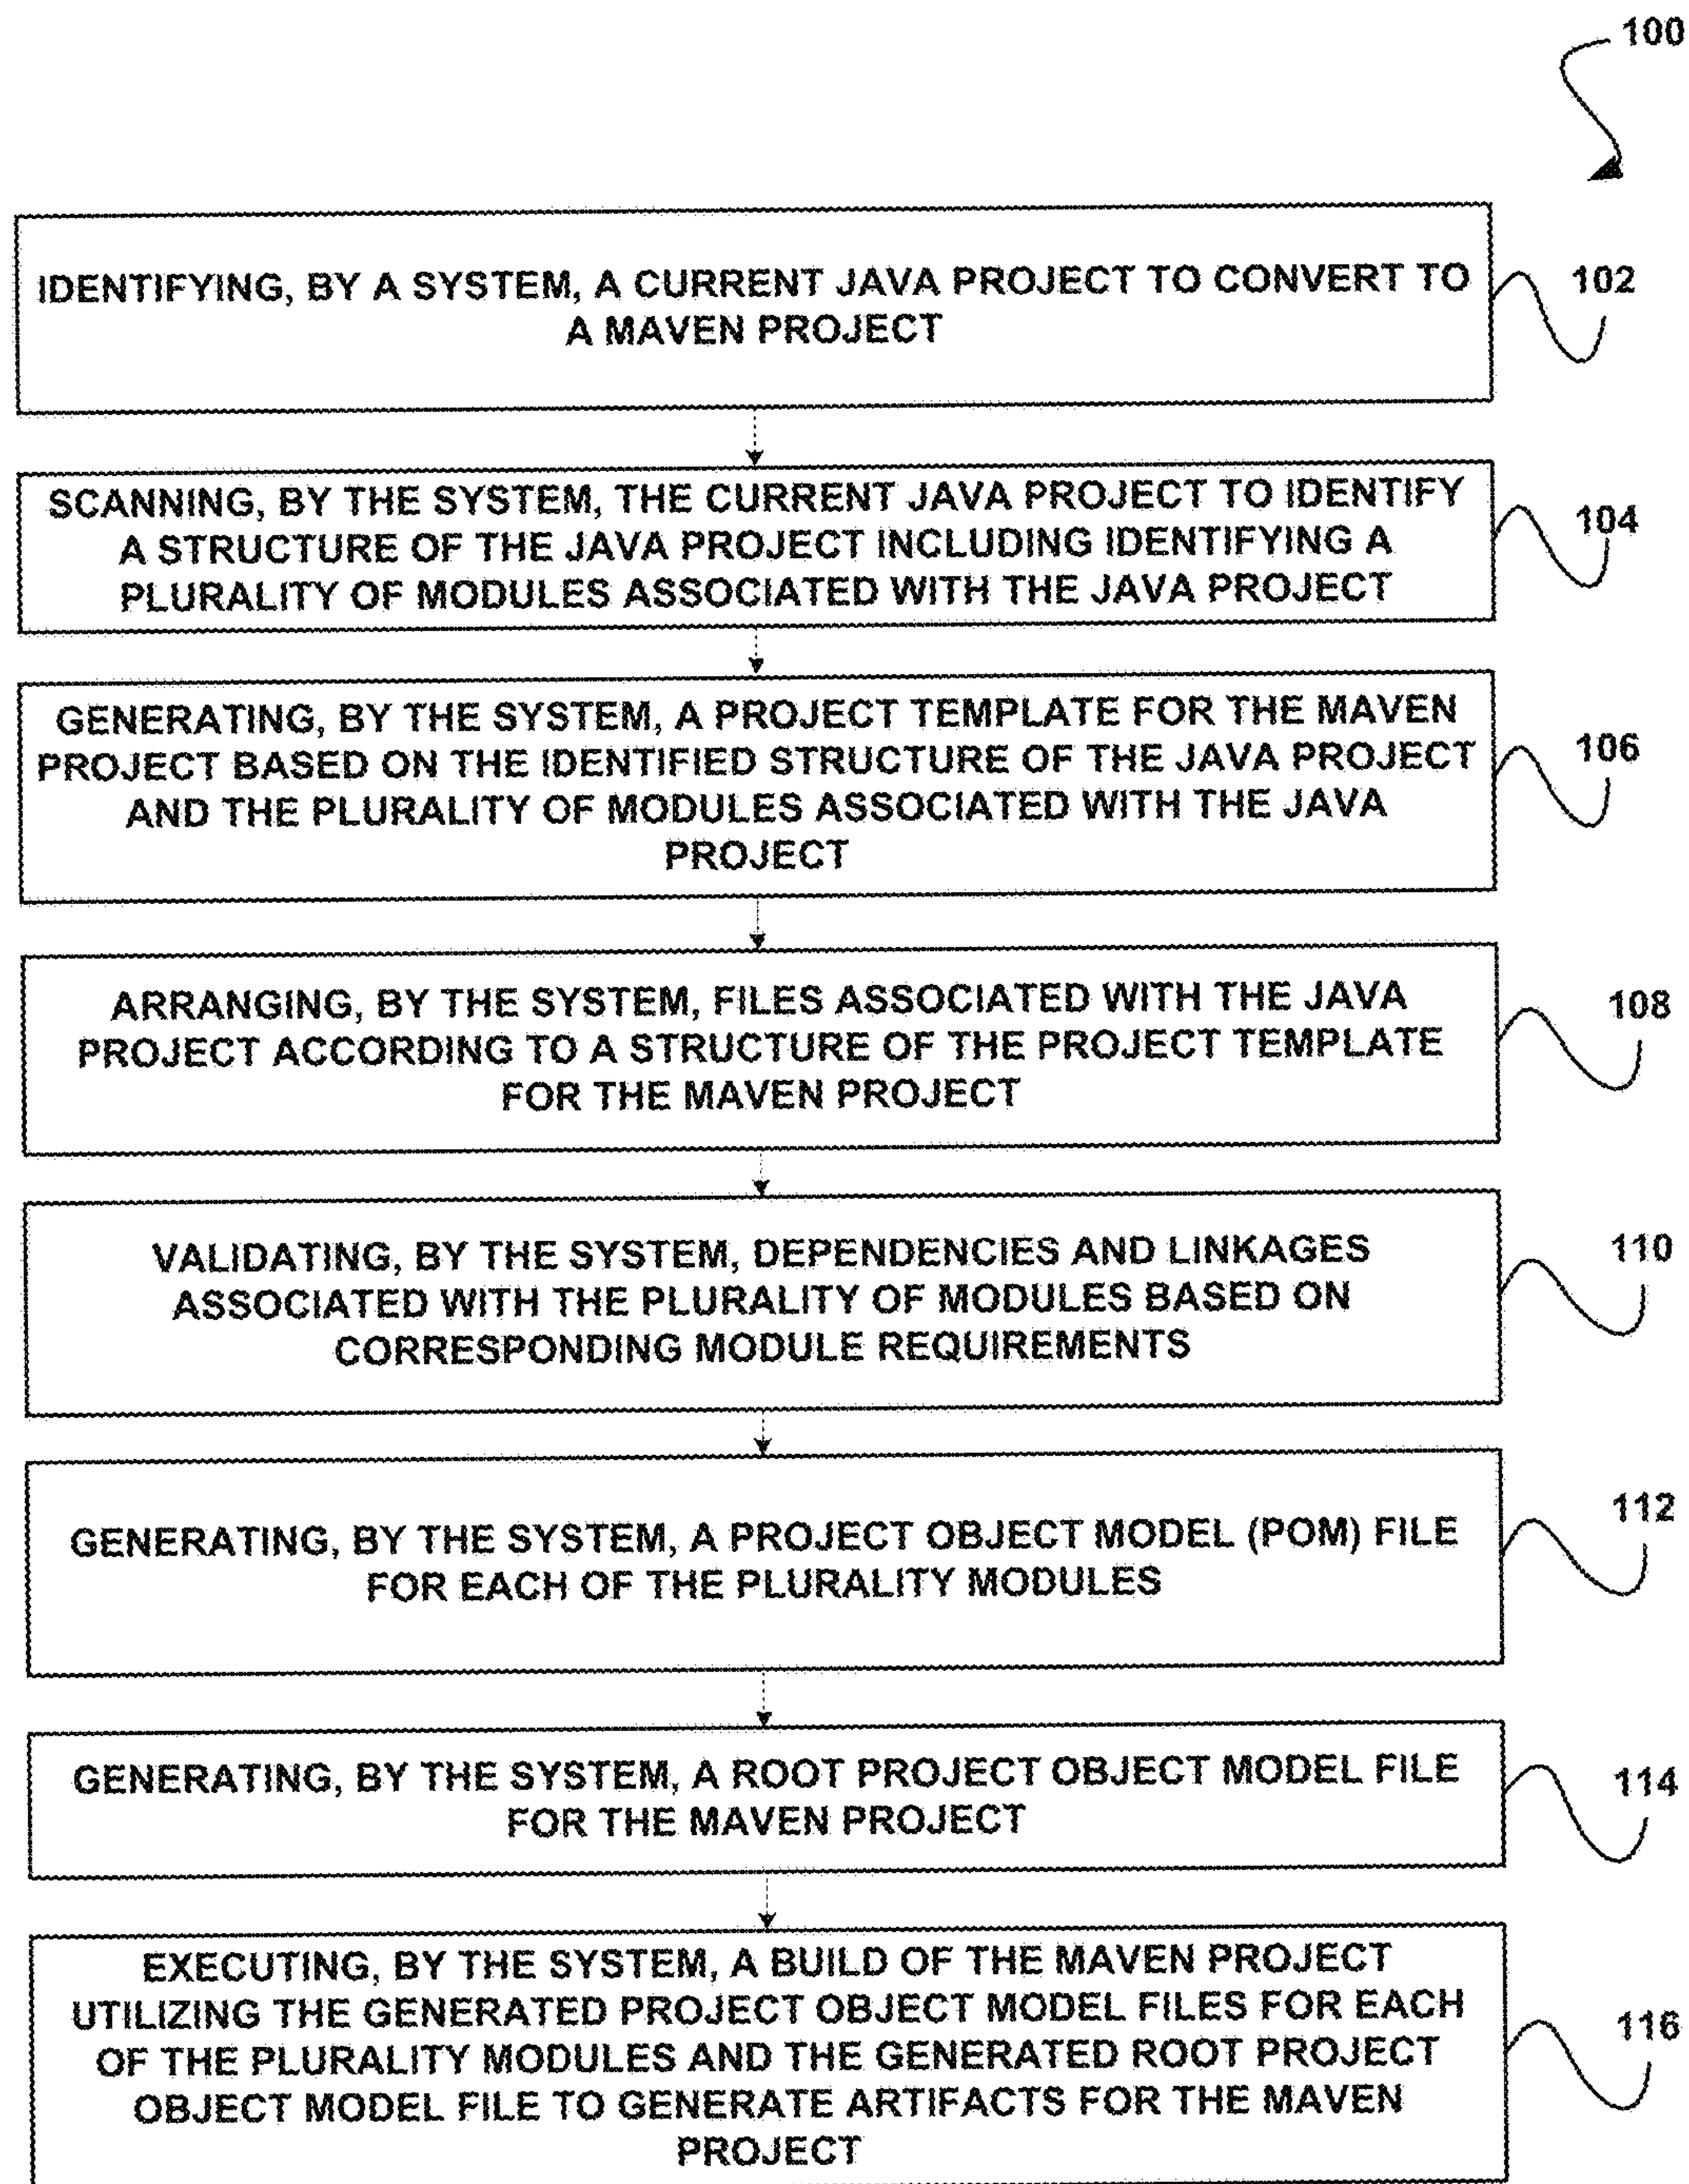 100
IDENTIFYING, BY A SYSTEM, A CURRENT JAVA PROJECT TO CONVERT TO
A MAVEN PROJECT
102
SCANNING, BY THE SYSTEM, THE CURRENT JAVA PROJECT TO IDENTIFY
A STRUCTURE OF THE JAVA PROJECT INCLUDING IDENTIFYING A
PLURALITY OF MODULES ASSOCIATED WITH THE JAVA PROJECT
104
GENERATING, BY THE SYSTEM, A PROJECT TEMPLATE FOR THE MAVEN
PROJECT BASED ON THE IDENTIFIED STRUCTURE OF THE JAVA PROJECT
AND THE PLURALITY OF MODULES ASSOCIATED WITH THE JAVA
PROJECT
106
ARRANGING, BY THE SYSTEM, FILES ASSOCIATED WITH THE JAVA
PROJECT ACCORDING TO A STRUCTURE OF THE PROJECT TEMPLATE
FOR THE MAVEN PROJECT
108
VALIDATING, BY THE SYSTEM, DEPENDENCIES AND LINKAGES
ASSOCIATED WITH THE PLURALITY OF MODULES BASED ON
CORRESPONDING MODULE REQUIREMENTS
110
GENERATING, BY THE SYSTEM, A PROJECT OBJECT MODEL (POM) FILE
FOR EACH OF THE PLURALITY MODULES
112
GENERATING, BY THE SYSTEM, A ROOT PROJECT OBJECT MODEL FILE
FOR THE MAVEN PROJECT
114
EXECUTING, BY THE SYSTEM, A BUILD OF THE MAVEN PROJECT
UTILIZING THE GENERATED PROJECT OBJECT MODEL FILES FOR EACH
OF THE PLURALITY MODULES AND THE GENERATED ROOT PROJECT
OBJECT MODEL FILE TO GENERATE ARTIFACTS FOR THE MAVEN
PROJECT
116